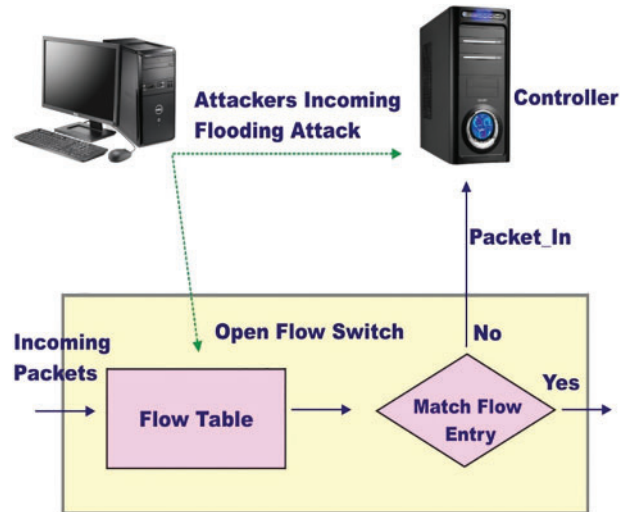 Attackers Incoming
Flooding Attack
Controller
Packet_In
Open Flow Switch
No
Incoming
Packets
Yes
Flow Table
Match Flow
Entry